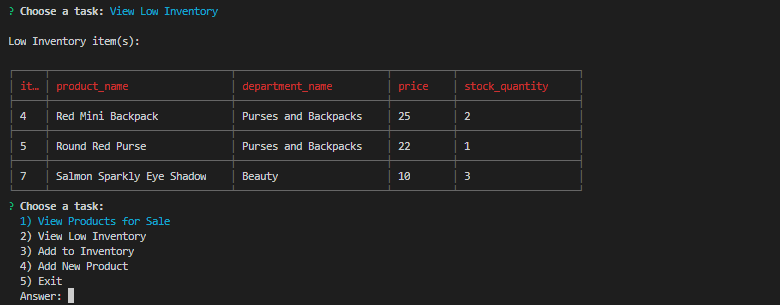 ? Choose a task: View Low Inventory
Low Inventory item(s):
it… product_name department_name price stock_quantity
4 Red Mini Backpack Purses and Backpacks 25 2
5 Round Red Purse Purses and Backpacks 22 1
7 Salmon Sparkly Eye Shadow Beauty 10 3
? Choose a task:
1) View Products for Sale
2) View Low Inventory
3) Add to Inventory
4) Add New Product
5) Exit
Answer: